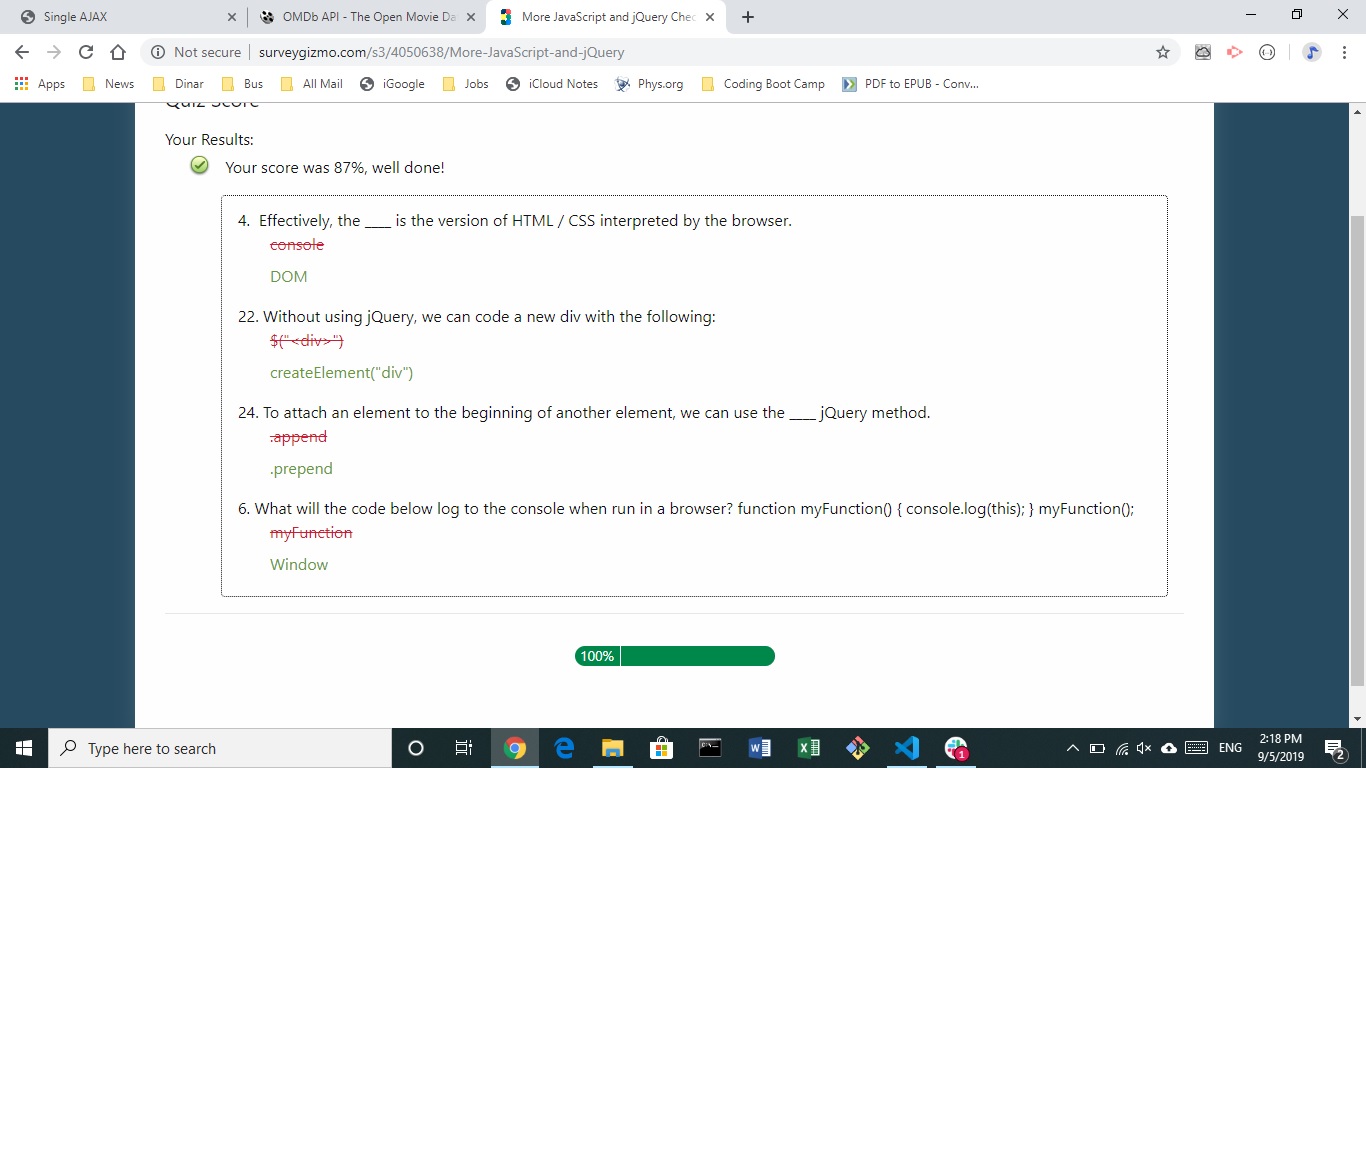 Single AJAX
OMDb API - The Open Movie Da
More JavaScript and jQuery Chec
Not secure
surveygizmo.com/s3/4050638/More-JavaScript-and-jQuery
Apps
News
Dinar
Bus
All Mail
iGoogle
Jobs
iCloud Notes
Phys.org
Coding Boot Camp
PDF to EPUB - Conv...
Quiz Score
Your Results:
Your score was 87%, well done!
4.  Effectively, the ____ is the version of HTML / CSS interpreted by the browser.
console
DOM
22. Without using jQuery, we can code a new div with the following:
$("<div>")
createElement("div")
24. To attach an element to the beginning of another element, we can use the ____ jQuery method.
.append
.prepend
6. What will the code below log to the console when run in a browser? function myFunction() { console.log(this); } myFunction();
myFunction
Window
100%
Type here to search
ENG
2:18 PM
9/5/2019
1
2